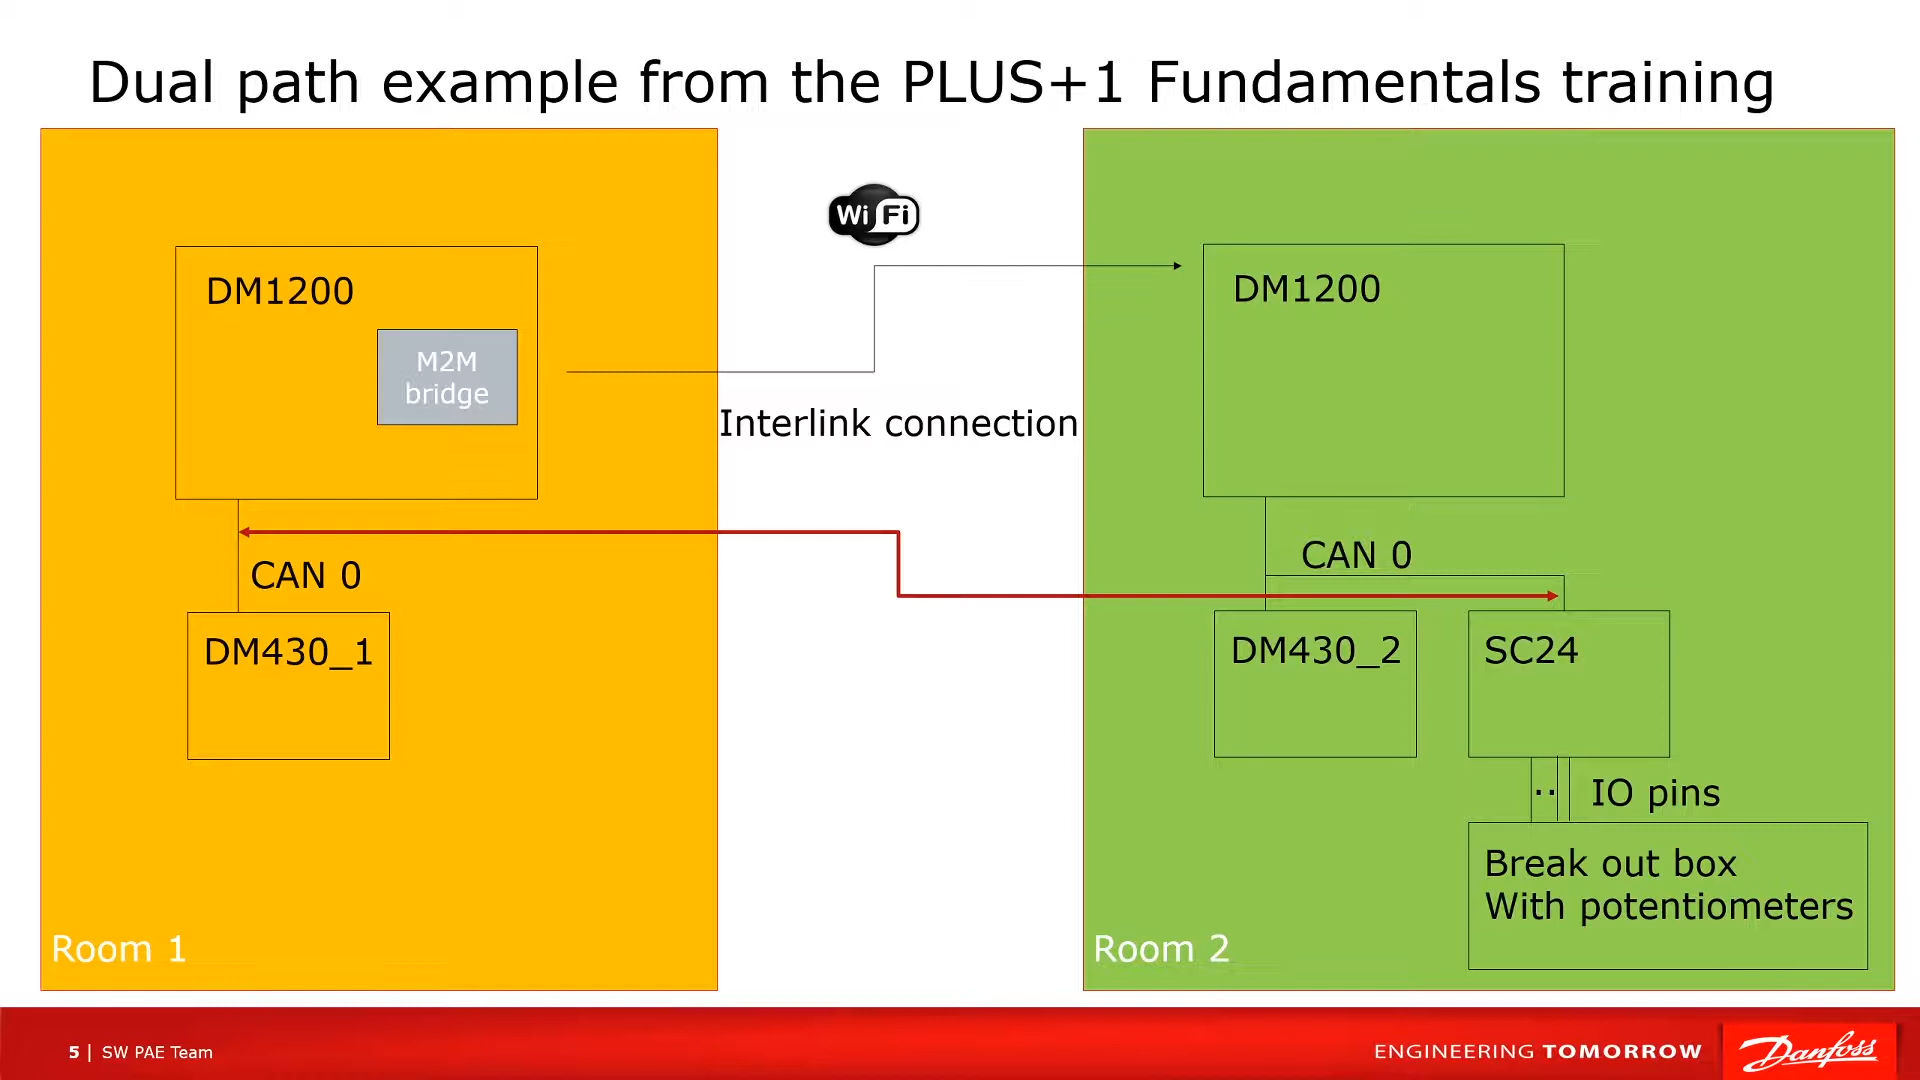 Dual path example from the PLUS+1 Fundamentals training
WiFi
DM1200
M2M
bridge
Interlink connection
CAN 0
DM430_1
Room 1
DM1200
CAN 0
DM430_2
SC24
IO pins
Break out box
With potentiometers
Room 2
5 | SW PAE Team
ENGINEERING TOMORROW
Danfoss